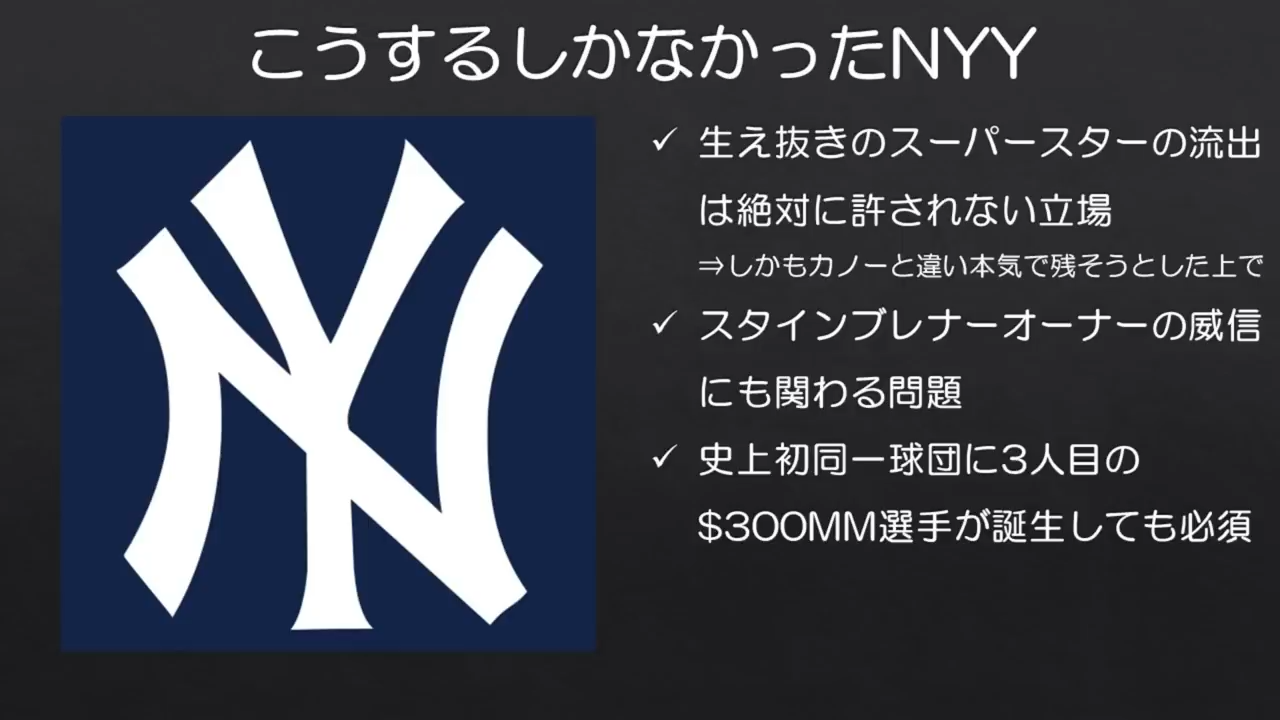 こうするしかなかったNYY
✓ 生え抜きのスーパースターの流出
は絶対に許されない立場
⇒しかもカノーと違い本気で残そうとした上で
✓ スタインブレナーオーナーの威信
にも関わる問題
✓ 史上初同一球団に3人目の
$300MM選手が誕生しても必須